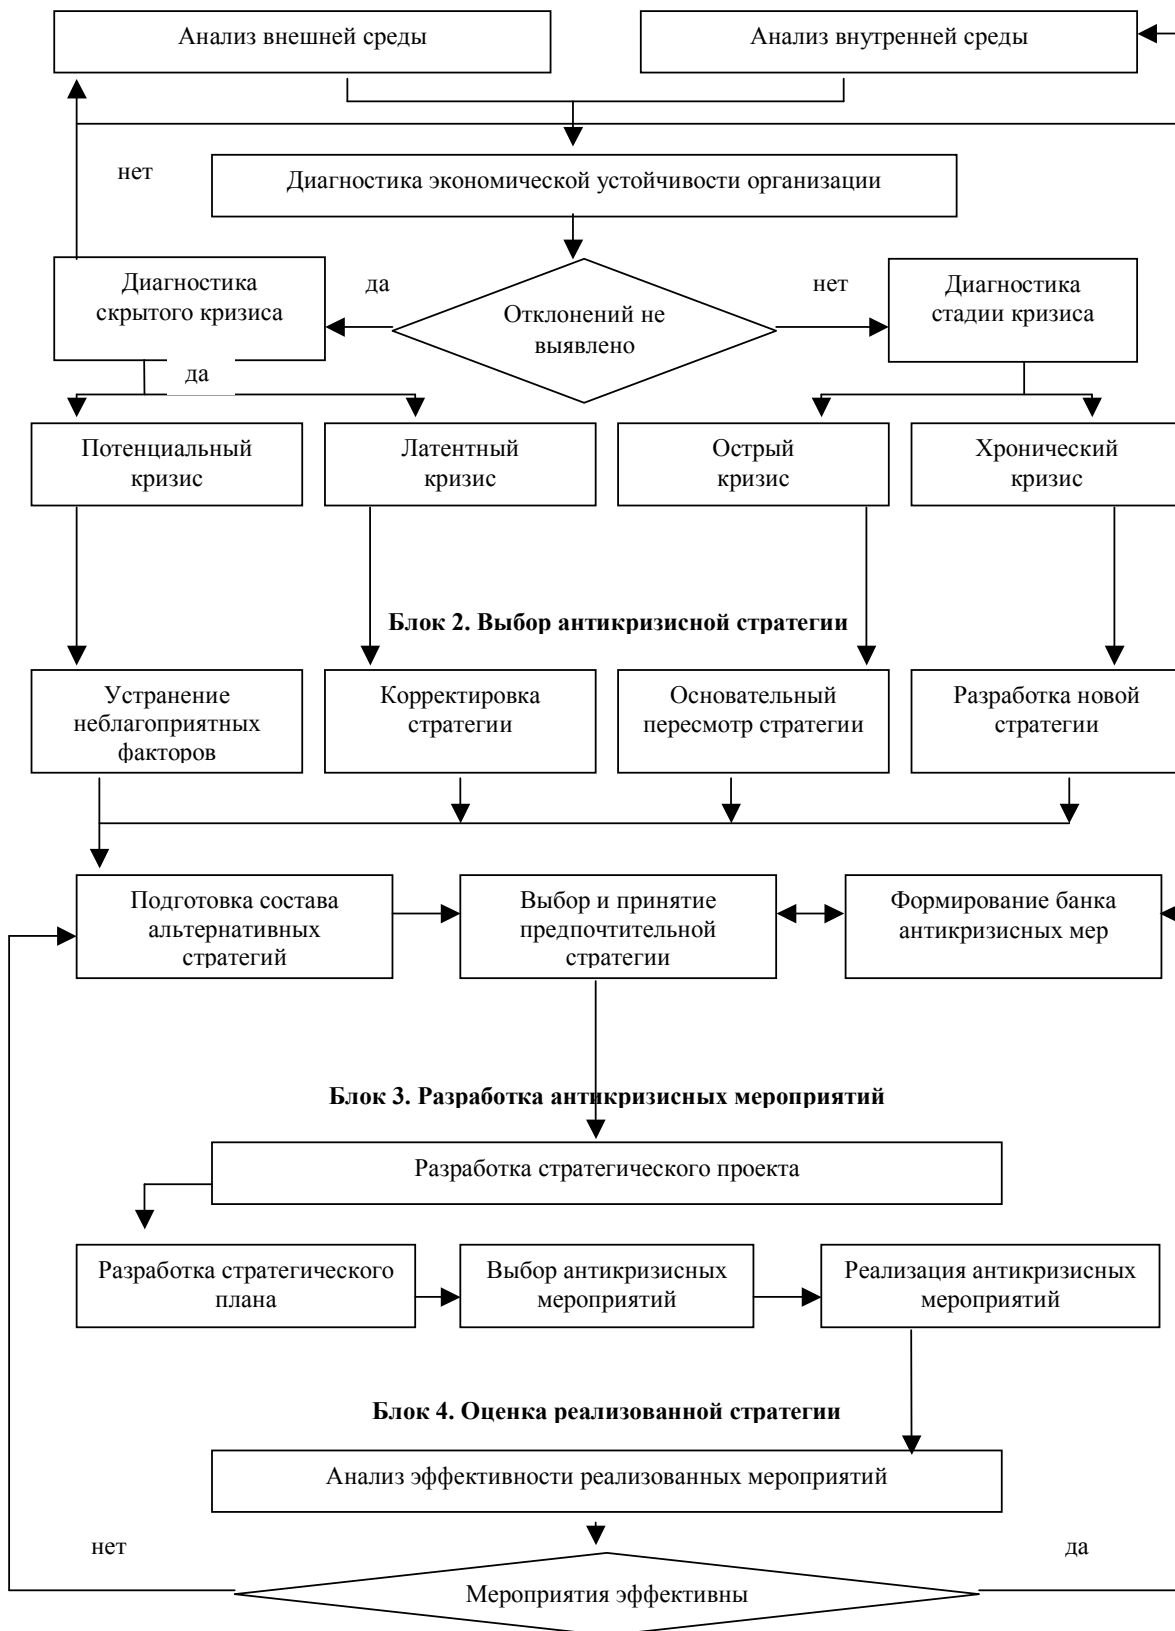 Анализ внешней среды
Анализ внутренней среды
нет
Диагностика экономической устойчивости организации
Диагностика
скрытого кризиса
да
Отклонений не
выявлено
нет
Диагностика
стадии кризиса
да
Потенциальный
кризис
Латентный
кризис
Острый
кризис
Хронический
кризис
Блок 2. Выбор антикризисной стратегии
Устранение
неблагоприятных
факторов
Корректировка
стратегии
Основательный
пересмотр стратегии
Разработка новой
стратегии
Подготовка состава
альтернативных
стратегий
Выбор и принятие
предпочтительной
стратегии
Формирование банка
антикризисных мер
Блок 3. Разработка антикризисных мероприятий
Разработка стратегического проекта
Разработка стратегического
плана
Выбор антикризисных
мероприятий
Реализация антикризисных
мероприятий
Блок 4. Оценка реализованной стратегии
Анализ эффективности реализованных мероприятий
нет
да
Мероприятия эффективны